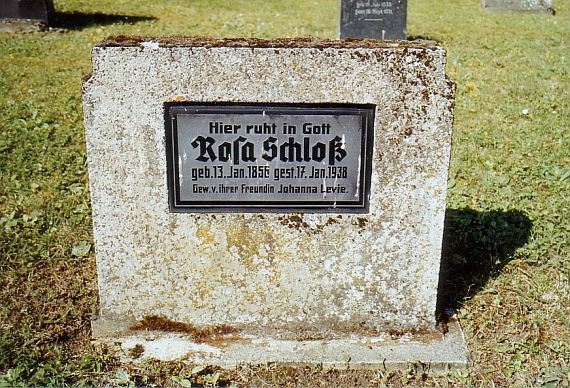 Hier ruht in Gott
Rosa Schloß
geb. 13. Jan. 1856 gest. 17. Jan. 1938
Gew. v. ihrer Freundin Johanna Levie.